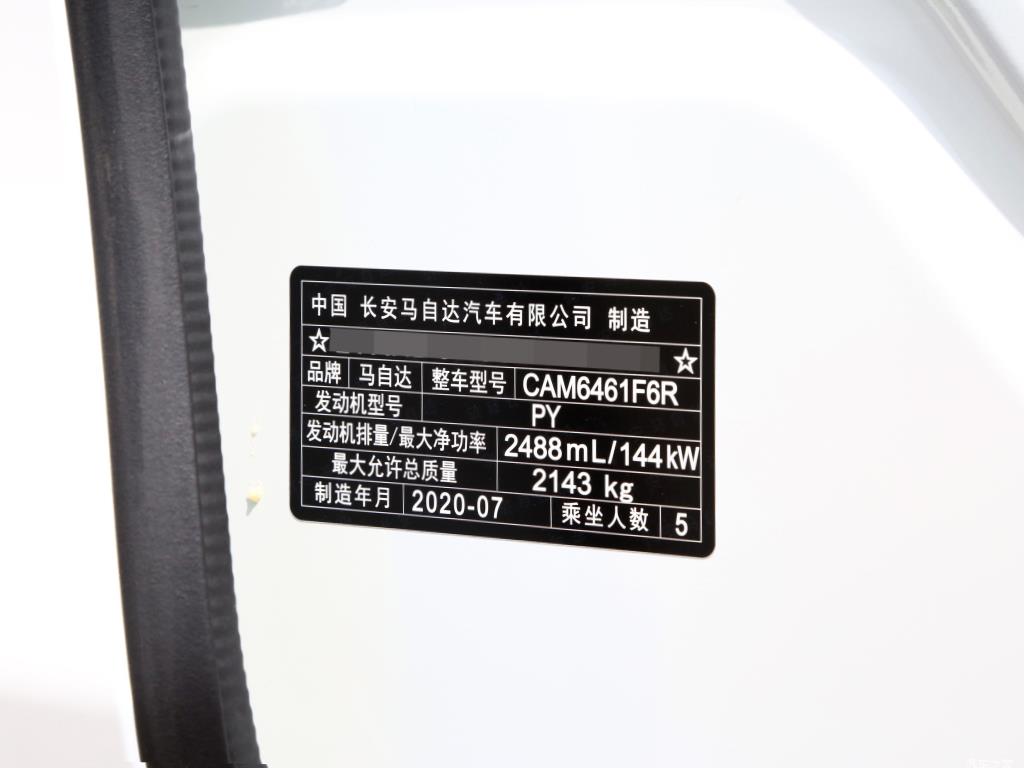 中国 长安马自达汽车有限公司 制造
☆ ☆
品牌 马自达 整车型号 CAM6461F6R
发动机型号 PY
发动机排量/最大净功率 2488mL/144kW
最大允许总质量 2143 kg
制造年月 2020-07 乘坐人数 5